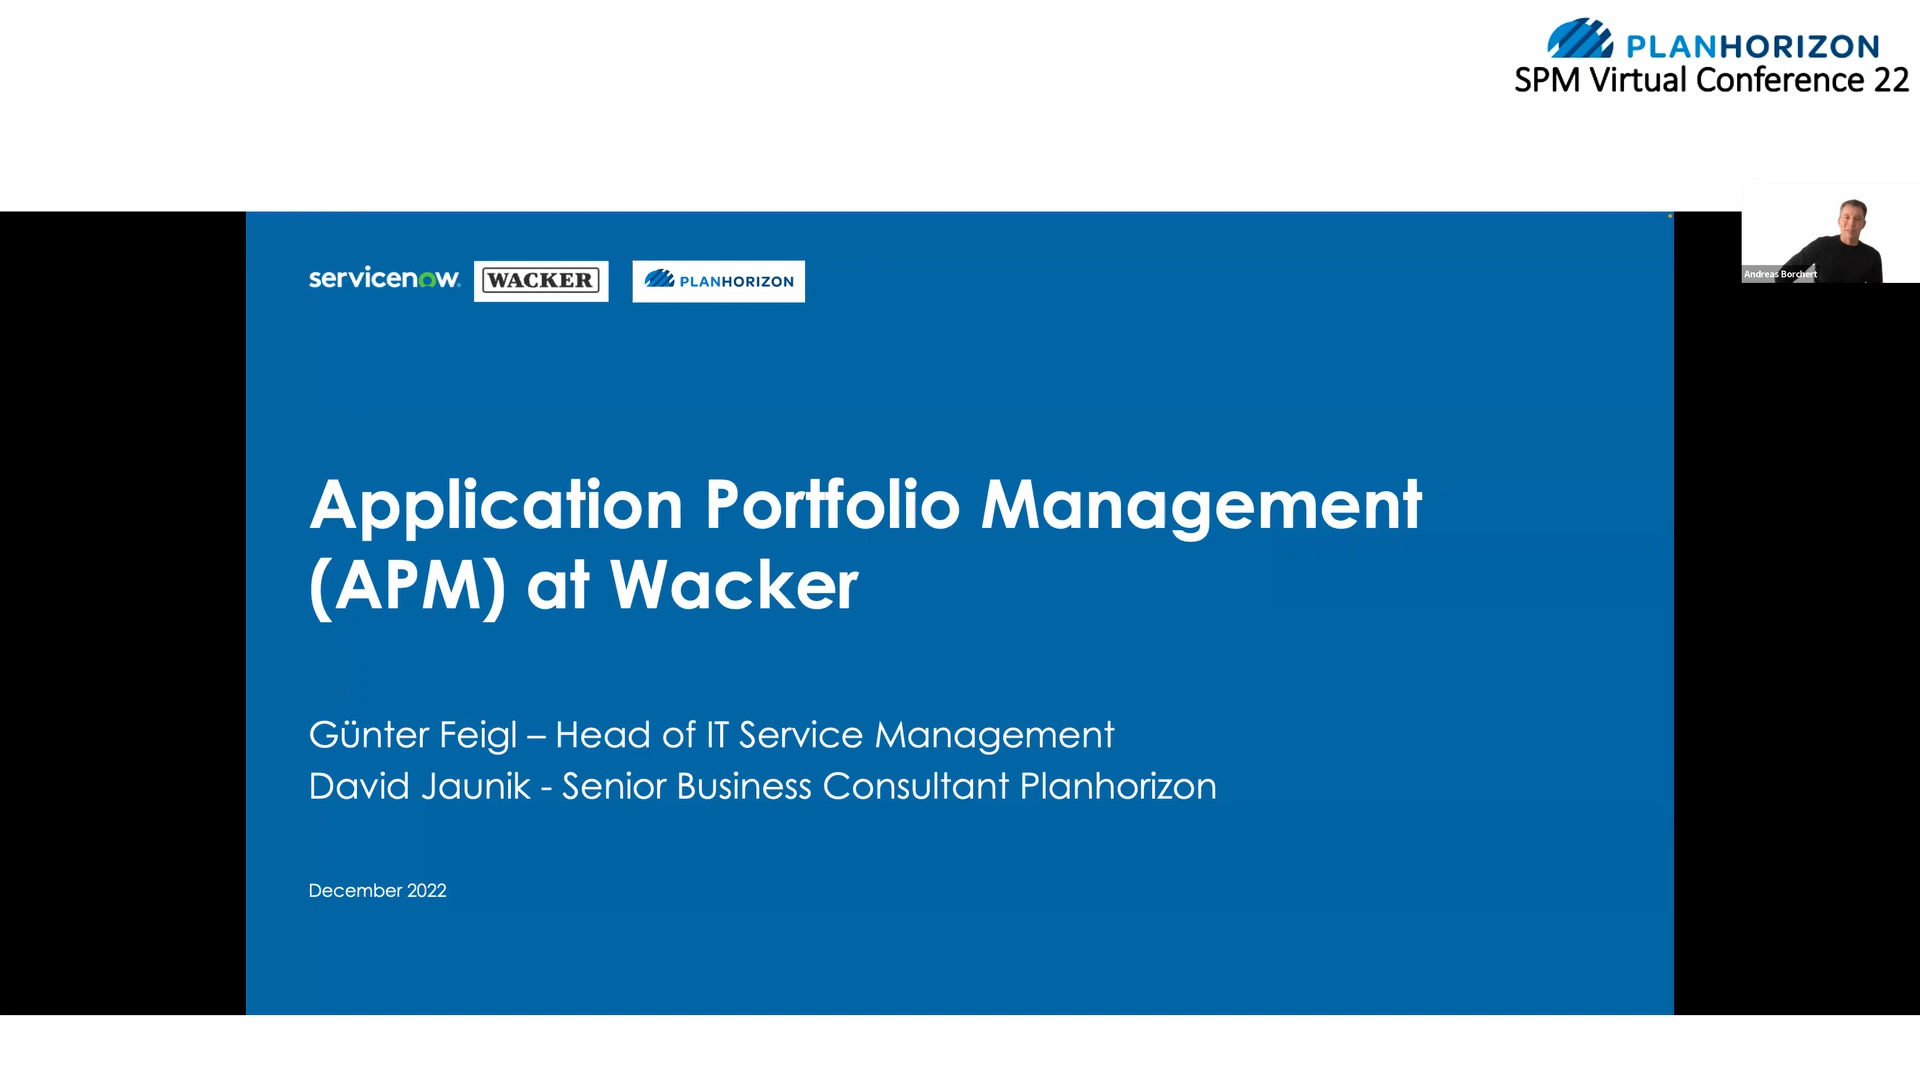 PLANHORIZON
SPM Virtual Conference 22
Andreas Borchert
servicenow
WACKER
PLANHORIZON
Application Portfolio Management
(APM) at Wacker
Günter Feigl – Head of IT Service Management
David Jaunik - Senior Business Consultant Planhorizon
December 2022